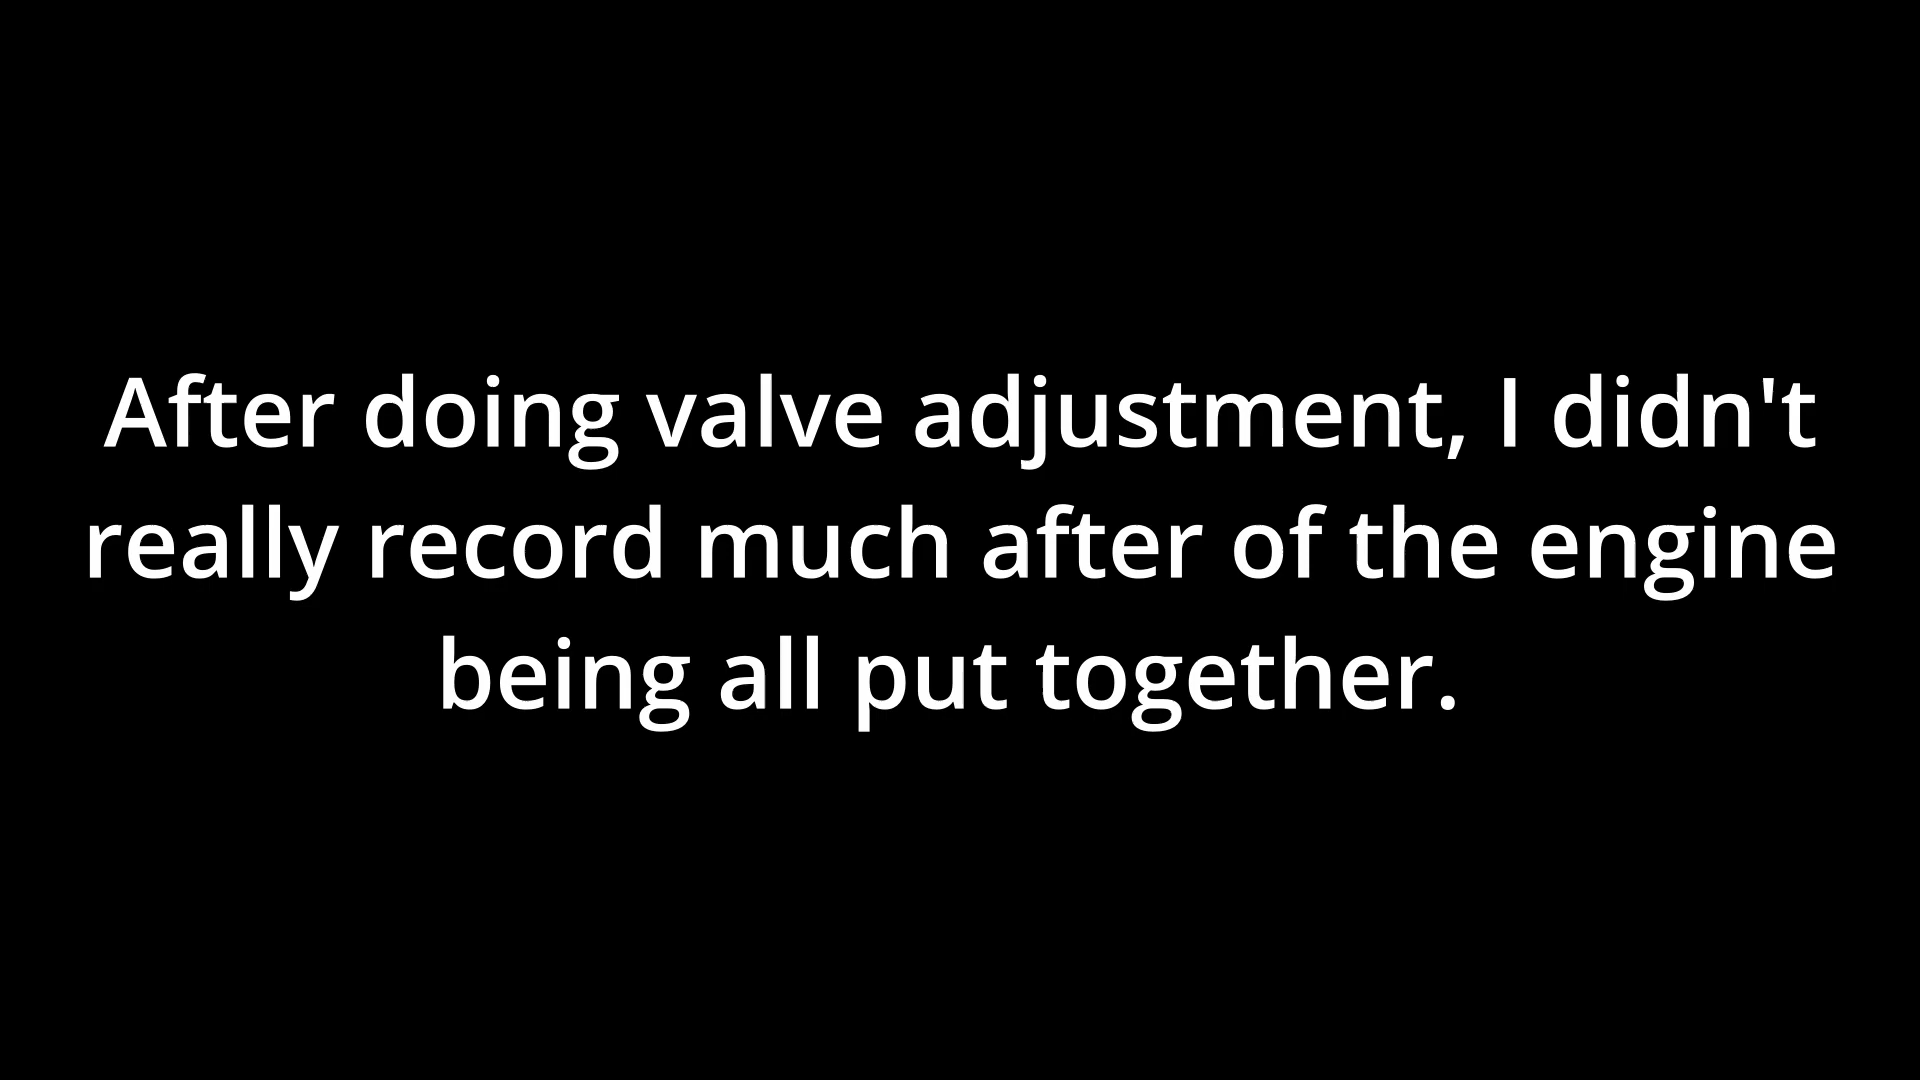 After doing valve adjustment, I didn't
really record much after of the engine
being all put together.